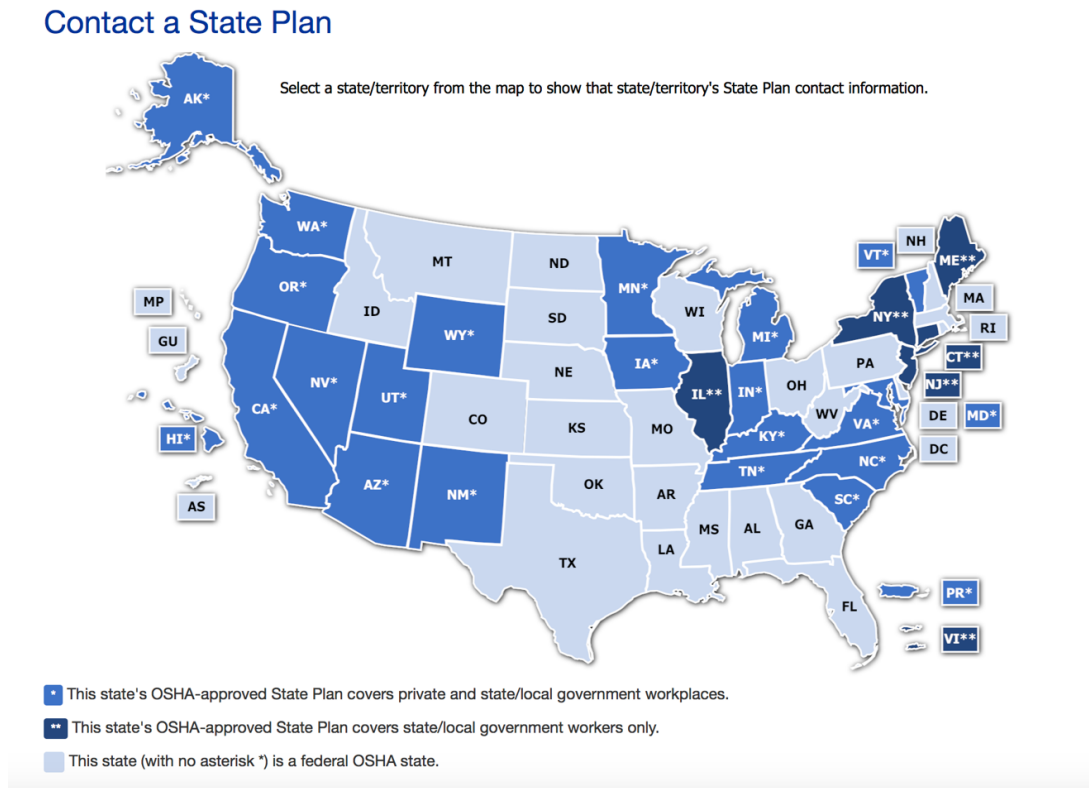 Contact a State Plan
Select a state/territory from the map to show that state/territory's State Plan contact information.
AK*
WA*
MT
ND
MN*
VT*
NH
ME**
OR*
ID
SD
WI
NY**
MA
MP
RI
GU
WY*
MI*
IA*
PA
CT**
NE
NV*
UT*
IL**
IN*
OH
NJ**
CA*
CO
KS
MO
WV
VA*
DE
MD*
HI*
KY*
DC
NC*
TN*
AZ*
NM*
OK
AR
SC*
AS
MS
AL
GA
LA
TX
FL
PR*
VI**
* This state's OSHA-approved State Plan covers private and state/local government workplaces.
** This state's OSHA-approved State Plan covers state/local government workers only.
This state (with no asterisk *) is a federal OSHA state.